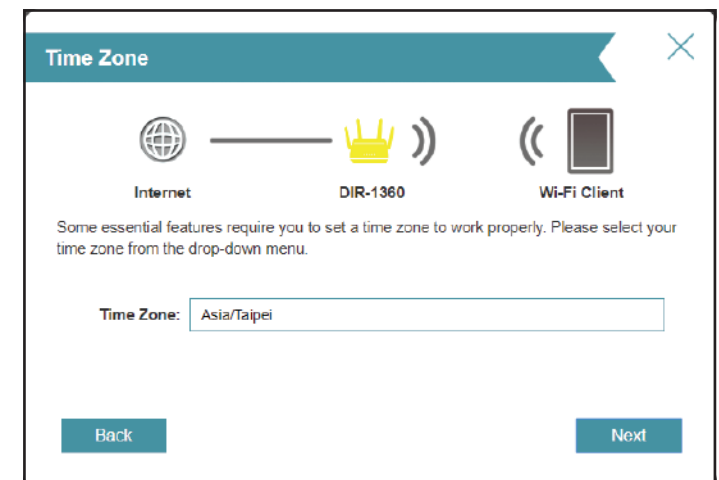 Time Zone
Internet
DIR-1360
Wi-Fi Client
Some essential features require you to set a time zone to work properly. Please select your
time zone from the drop-down menu.
Time Zone: Asia/Taipei
Back
Next